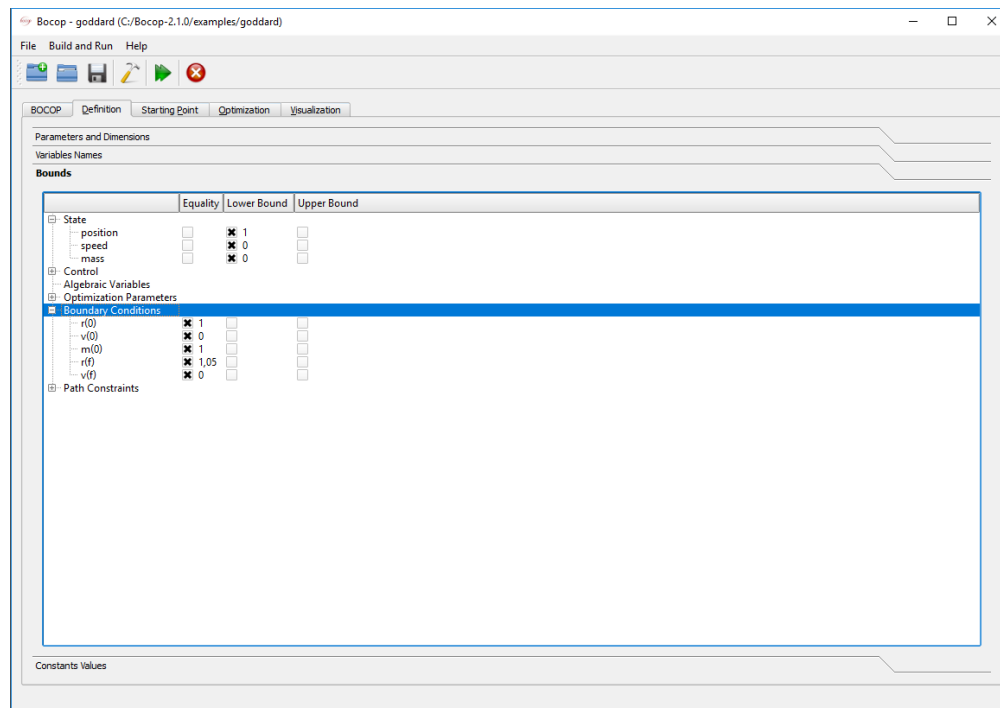 Bocop - goddard (C:/Bocop-2.1.0/examples/goddard)
File Build and Run Help
BOCOP Definition Starting Point Optimization Visualization
Parameters and Dimensions
Variables Names
Bounds
Equality Lower Bound Upper Bound
State
position 1
speed 0
mass 0
Control
Algebraic Variables
Optimization Parameters
Boundary Conditions
r(0) 1
v(0) 0
m(0) 1
r(f) 1,05
v(f) 0
Path Constraints
Constants Values